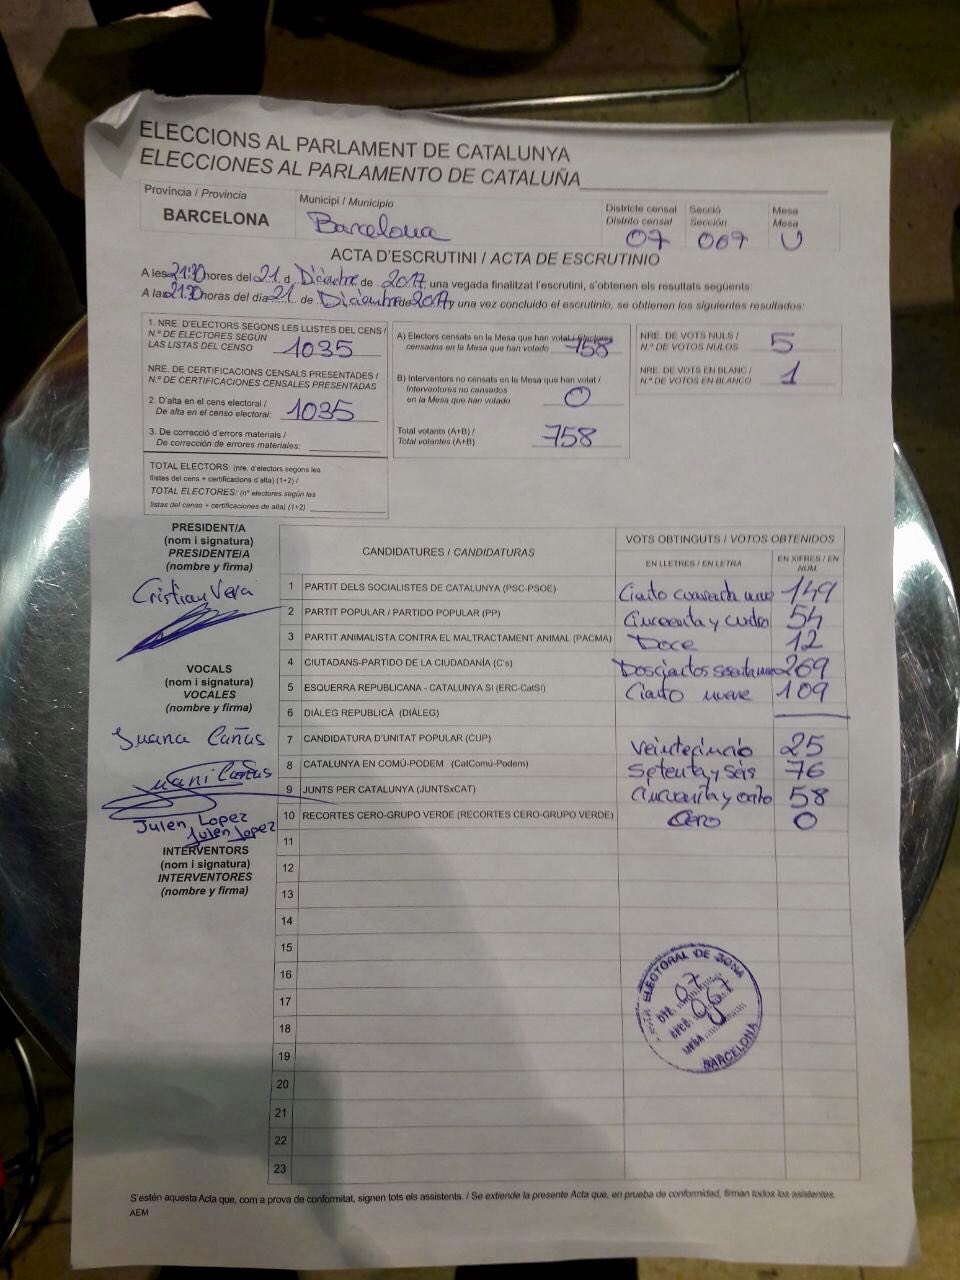 ELECCIONS AL PARLAMENT DE CATALUNYA
ELECCIONES AL PARLAMENTO DE CATALUÑA
Província / Provincia
BARCELONA
Municipi / Municipio
Barcelona
Districte censal
Distrito censal
07
Secció
Sección
067
Mesa
Mesa
U
ACTA D'ESCRUTINI / ACTA DE ESCRUTINIO
A les 21:30 hores del 21 d Diciembre de 2017, una vegada finalitzat l'escrutini, s'obtenen els resultats següents:
A las 21:30 horas del día 21 de Diciembre de 2017 y una vez concluido el escrutinio, se obtienen los siguientes resultados:
1. NRE. D'ELECTORS SEGONS LES LLISTES DEL CENS /
N.º DE ELECTORES SEGÚN
LAS LISTAS DEL CENSO 1035
NRE. DE CERTIFICACIONS CENSALS PRESENTADES /
N.º DE CERTIFICACIONES CENSALES PRESENTADAS
2. D'alta en el cens electoral /
De alta en el censo electoral: 1035
3. De correcció d'errors materials /
De corrección de errores materiales:
TOTAL ELECTORS: (nre. d'electors segons les
llistes del cens + certificacions d'alta) (1+2) /
TOTAL ELECTORES: (nº electores según les
listas del censo + certificaciones de alta) (1+2)
A) Electors censats en la Mesa que han votat / Electores
censados en la Mesa que han votado 758
B) Interventors no censats en la Mesa que han votat /
Interventores no censados
en la Mesa que han votado 0
Total votants (A+B) /
Total votantes (A+B) 758
NRE. DE VOTS NULS /
N.º DE VOTOS NULOS 5
NRE. DE VOTS EN BLANC /
N.º DE VOTOS EN BLANCO 1
PRESIDENT/A
(nom i signatura)
PRESIDENTE/A
(nombre y firma)
Cristian Vera
VOCALS
(nom i signatura)
VOCALES
(nombre y firma)
Juana Cañas
Juani Cañas
Julen Lopez
Julen Lopez
INTERVENTORS
(nom i signatura)
INTERVENTORES
(nombre y firma)
CANDIDATURES / CANDIDATURAS
VOTS OBTINGUTS / VOTOS OBTENIDOS
EN LLETRES / EN LETRA
EN XIFRES / EN NUM.
1 PARTIT DELS SOCIALISTES DE CATALUNYA (PSC-PSOE) Ciento cuarenta nueve 149
2 PARTIT POPULAR / PARTIDO POPULAR (PP) Cincuenta y cuatro 54
3 PARTIT ANIMALISTA CONTRA EL MALTRACTAMENT ANIMAL (PACMA) Doce 12
4 CIUTADANS-PARTIDO DE LA CIUDADANÍA (C's) Doscientos sesenta nueve 269
5 ESQUERRA REPUBLICANA - CATALUNYA SÍ (ERC-CatSí) Ciento nueve 109
6 DIÀLEG REPUBLICÀ (DIÀLEG)
7 CANDIDATURA D'UNITAT POPULAR (CUP) Veinticinco 25
8 CATALUNYA EN COMÚ-PODEM (CatComú-Podem) Setenta y seis 76
9 JUNTS PER CATALUNYA (JUNTSxCAT) Cincuenta y ocho 58
10 RECORTES CERO-GRUPO VERDE (RECORTES CERO-GRUPO VERDE) Cero 0
11
12
13
14
15
16
17
18
19
20
21
22
23
ELECTORAL DE ZONA
DTE. 07
SECC. 067
MESA
BARCELONA
S'estén aquesta Acta que, com a prova de conformitat, signen tots els assistents. / Se extiende la presente Acta que, en prueba de conformidad, firman todos los asistentes.
AEM